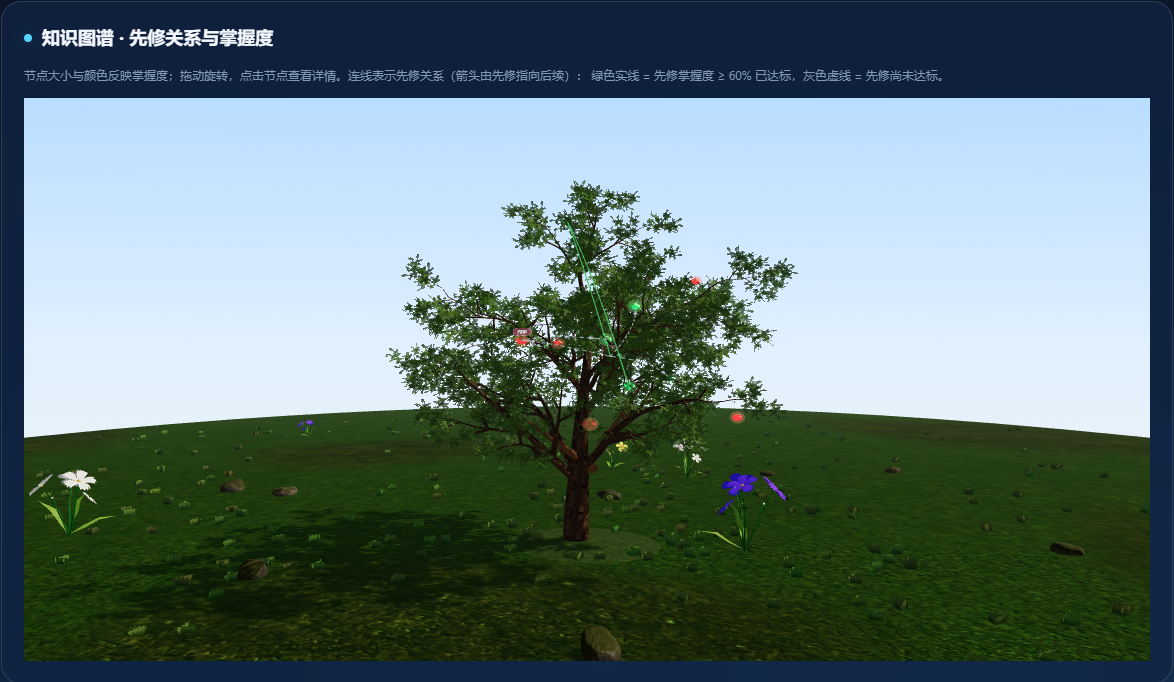 知识图谱 · 先修关系与掌握度
节点大小与颜色反映掌握度；拖动旋转，点击节点查看详情。连线表示先修关系（箭头由先修指向后续）： 绿色实线 = 先修掌握度 ≥ 60% 已达标，灰色虚线 = 先修尚未达标。